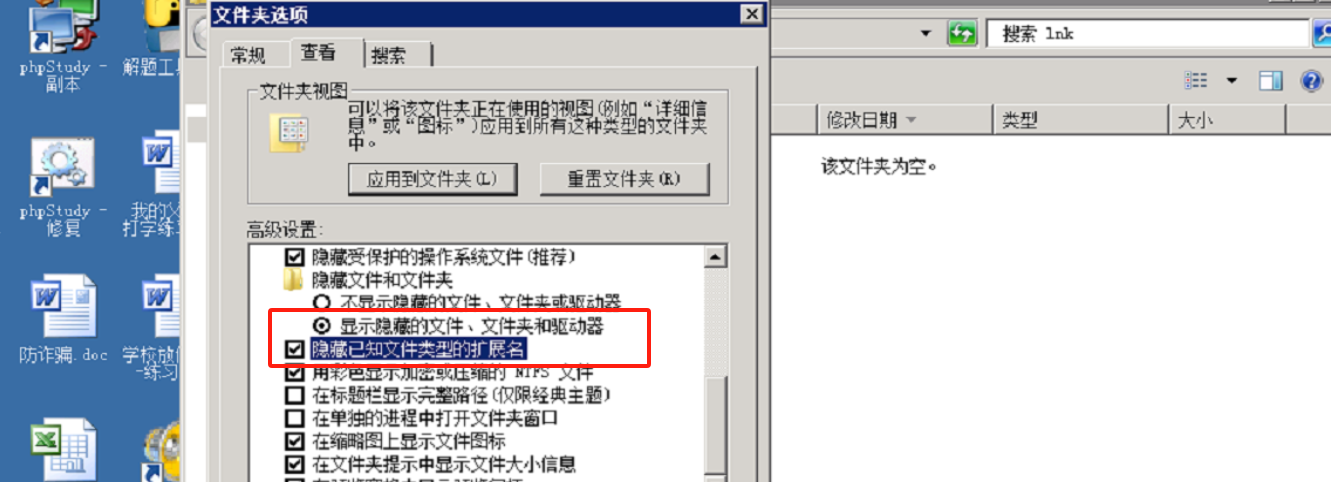 phpStudy -
副本
解题工
phpStudy -
修复
我的父
打字练
防诈骗.doc
学校放
-练习
文件夹选项
常规
查看
搜索
文件夹视图
可以将该文件夹正在使用的视图(例如“详细信
息”或“图标”)应用到所有这种类型的文件夹
中。
应用到文件夹(L)
重置文件夹(R)
高级设置:
隐藏受保护的操作系统文件(推荐)
隐藏文件和文件夹
不显示隐藏的文件、文件夹或驱动器
显示隐藏的文件、文件夹和驱动器
隐藏已知文件类型的扩展名
用彩色显示加密或压缩的 NTFS 文件
在标题栏显示完整路径(仅限经典主题)
在单独的进程中打开文件夹窗口
在缩略图上显示文件图标
在文件夹提示中显示文件大小信息
搜索 lnk
修改日期
类型
大小
该文件夹为空。